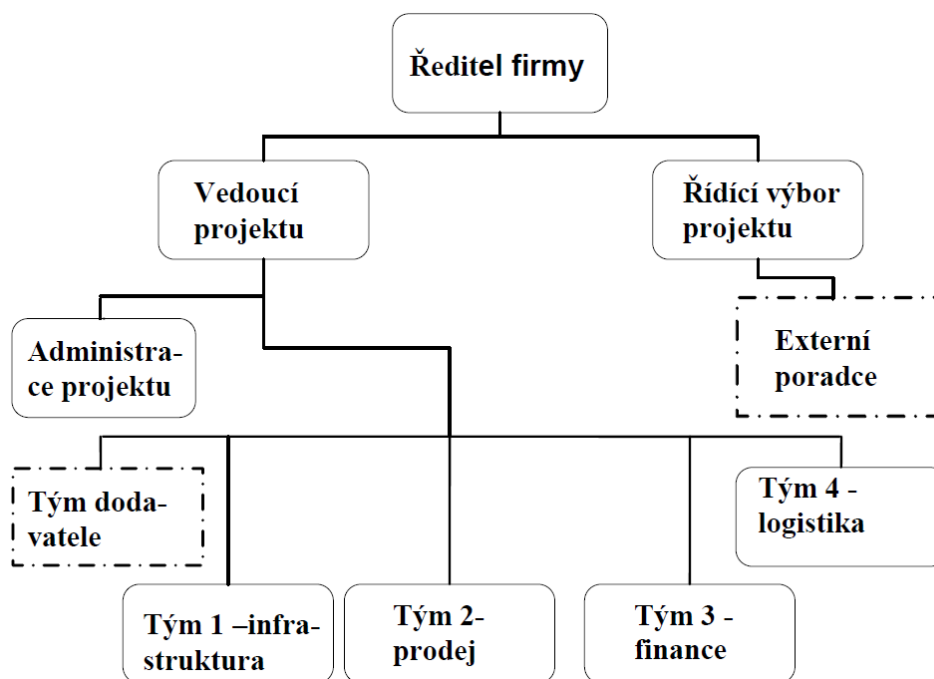 Ředitel firmy
Vedoucí
projektu
Řídící výbor
projektu
Administra-
ce projektu
Externí
poradce
Tým doda-
vatele
Tým 4 -
logistika
Tým 1 –infra-
struktura
Tým 2-
prodej
Tým 3 -
finance